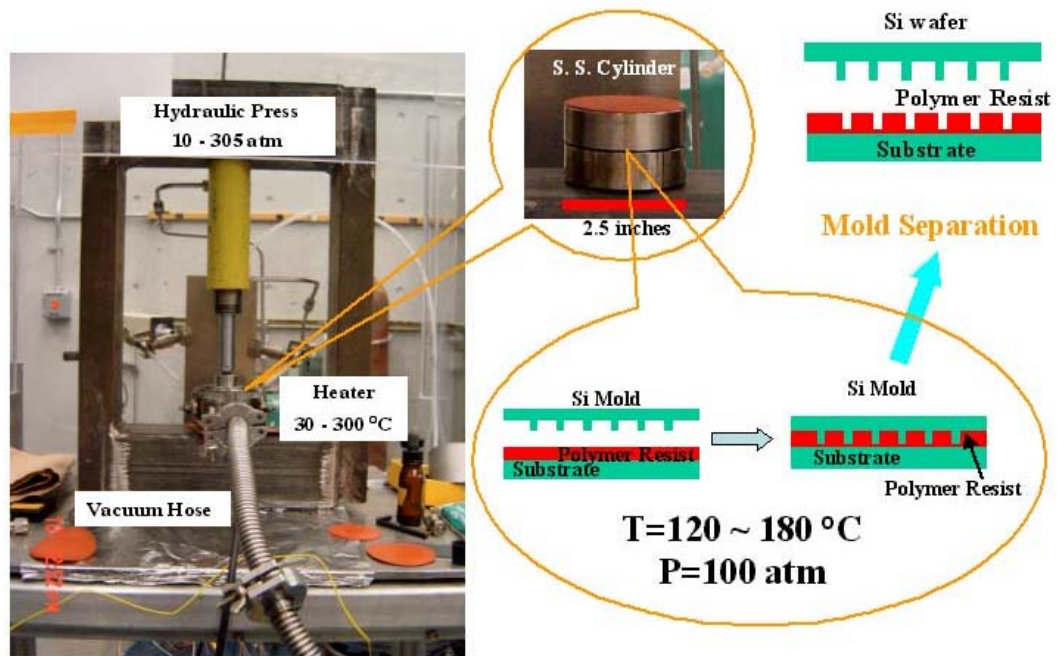 Hydraulic Press
10 - 305 atm
Heater
30 - 300 °C
Vacuum Hose
S. S. Cylinder
2.5 inches
Si wafer
Polymer Resist
Substrate
Mold Separation
Si Mold
Polymer Resist
Substrate
Si Mold
Substrate
Polymer Resist
T=120 ~ 180 °C
P=100 atm